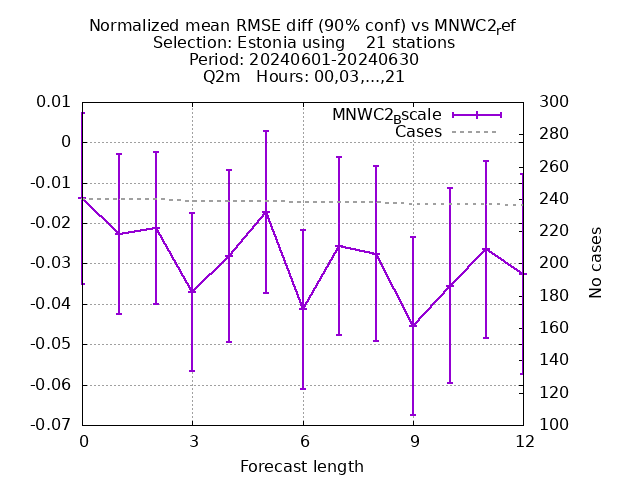 Normalized mean RMSE diff (90% conf) vs MNWC2_ref
Selection: Estonia using 21 stations
Period: 20240601-20240630
Q2m Hours: 00,03,...,21
MNWC2_Bscale
Cases
0.01
0
-0.01
-0.02
-0.03
-0.04
-0.05
-0.06
-0.07
300
280
260
240
220
200
180
160
140
120
100
No cases
0 3 6 9 12
Forecast length